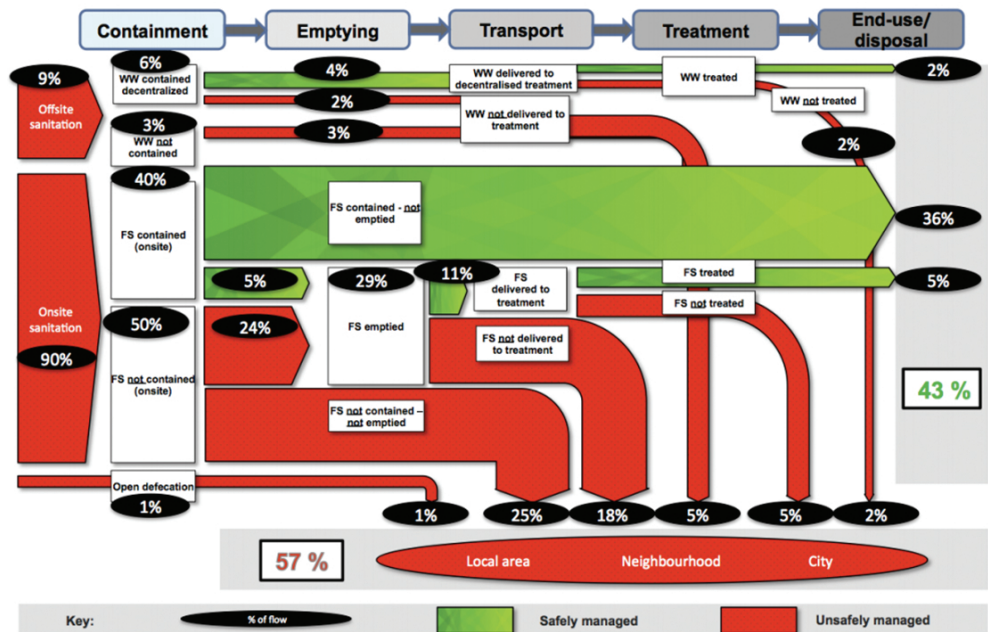 Containment
Emptying
Transport
Treatment
End-use/
disposal
9%
Offsite
sanitation
6%
WW contained
decentralized
4%
WW delivered to
decentralised treatment
WW treated
2%
2%
WW not delivered to
treatment
WW not treated
3%
WW not
contained
3%
2%
40%
FS contained
(onsite)
FS contained - not
emptied
36%
5%
29%
FS emptied
11%
FS
delivered to
treatment
FS treated
5%
FS not treated
Onsite
sanitation
90%
50%
FS not contained
(onsite)
24%
FS not delivered
to treatment
FS not contained –
not emptied
43 %
Open defecation
1%
1%
25%
18%
5%
5%
2%
57 %
Local area
Neighbourhood
City
Key:
% of flow
Safely managed
Unsafely managed